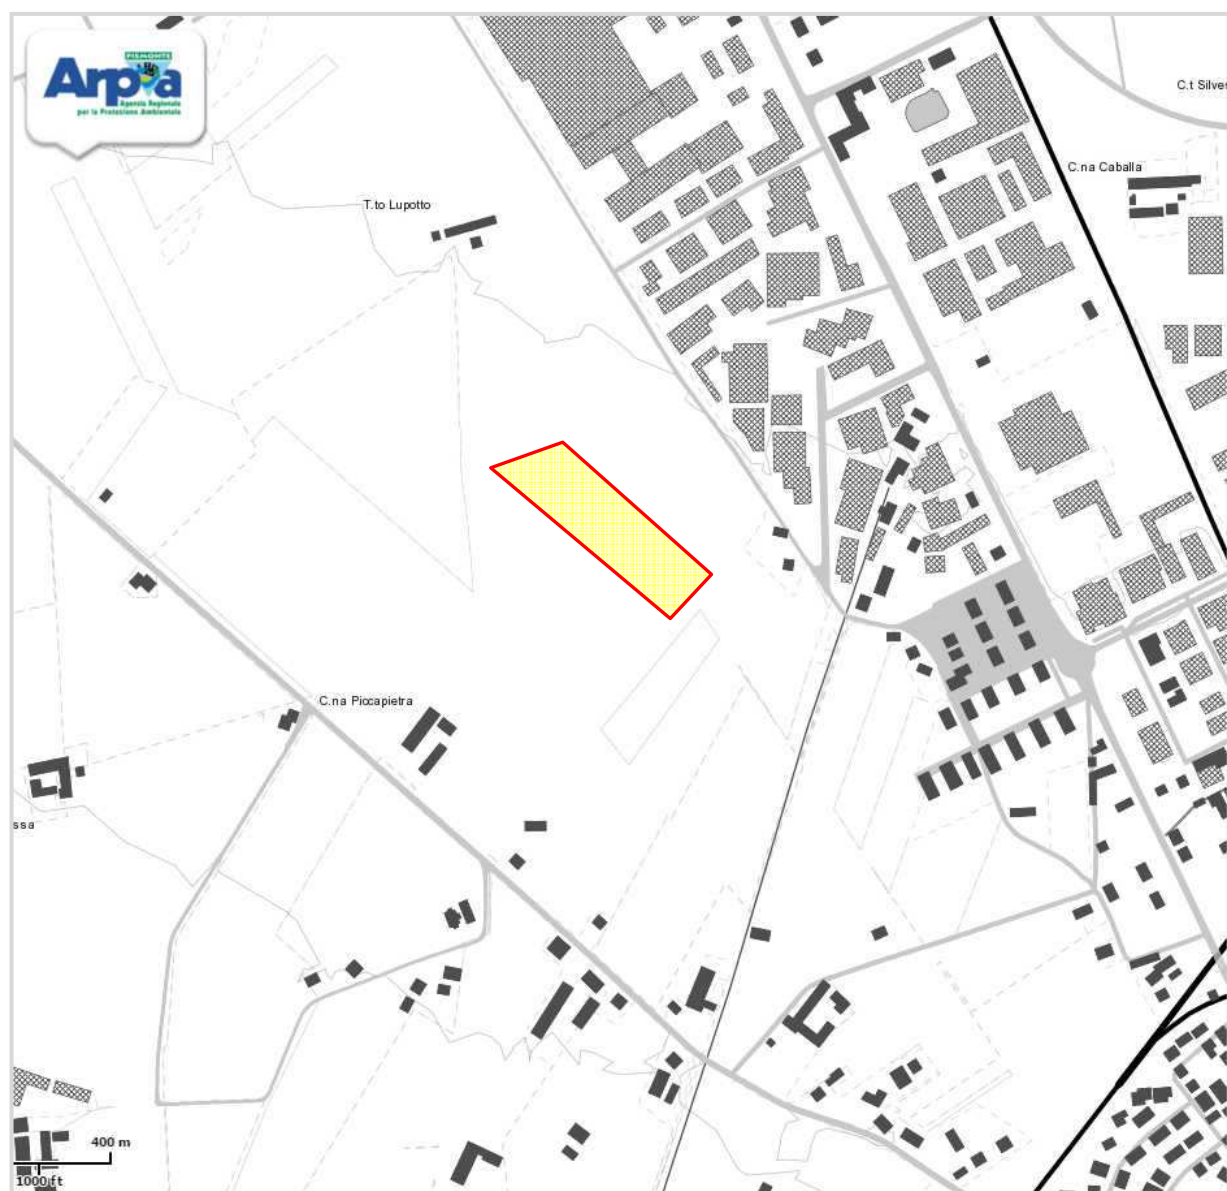 PIEMONTE
Arpa
Agenzia Regionale
per la Protezione Ambientale
C.t Silves
C.na Caballa
T.to Lupotto
C.na Piccapietra
ssa
400 m
1000 ft